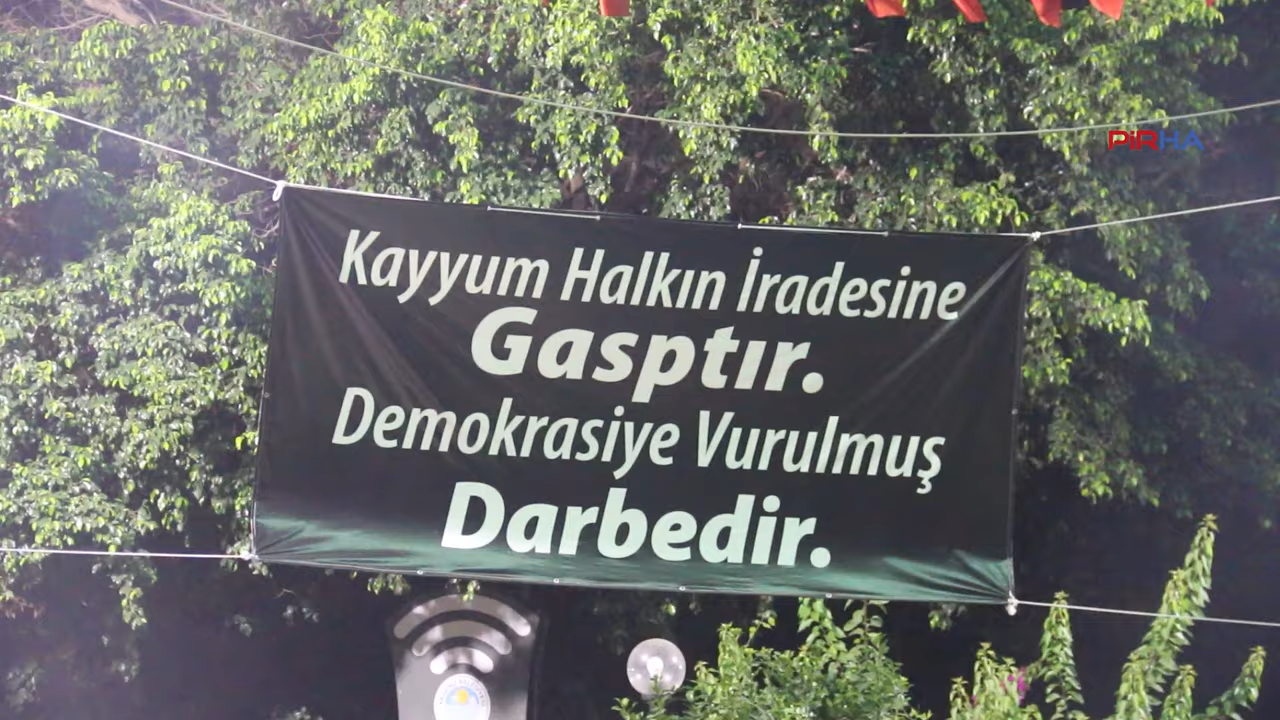 PİRHA
Kayyum Halkın İradesine
Gasptır.
Demokrasiye Vurulmuş
Darbedir.